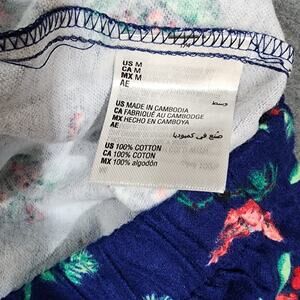 US M
CA M
MX M
AE
وسط
US MADE IN CAMBODIA
CA FABRIQUÉ AU CAMBODGE
MX HECHO EN CAMBOYA
AE
صنع في كمبوديا
US 100% COTTON
CA 100% COTON
MX 100% algodón